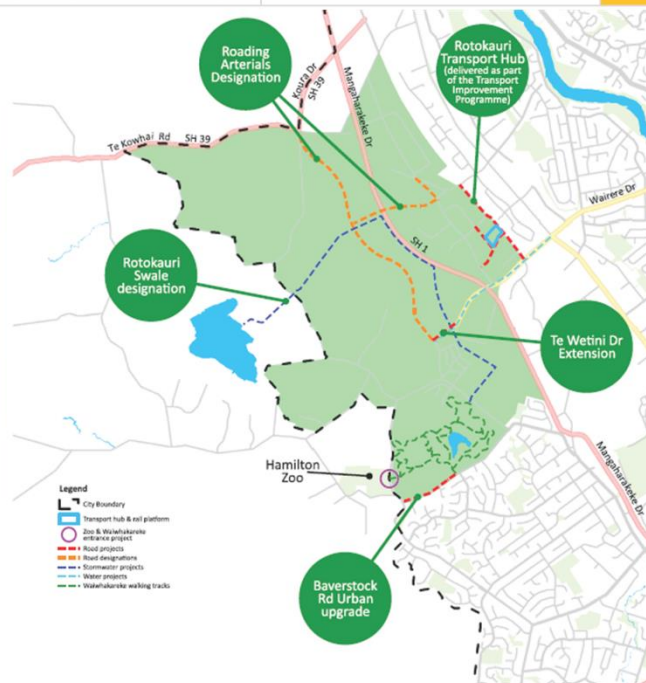 Roading
Arterials
Designation
Rotokauri
Transport Hub
(delivered as part
of the Transport
Improvement
Programme)
Koura Dr
SH 39
Mangaharakeke Dr
Te Kowhai Rd SH 39
Wairere Dr
SH 1
Rotokauri
Swale
designation
Te Wetini Dr
Extension
Mangaharakeke Dr
Hamilton
Zoo
Baverstock
Rd Urban
upgrade
Legend
City Boundary
Transport hub & rail platform
Zoo & Waiwhakareke
entrance project
Road projects
Road designations
Stormwater projects
Water projects
Waiwhakareke walking tracks